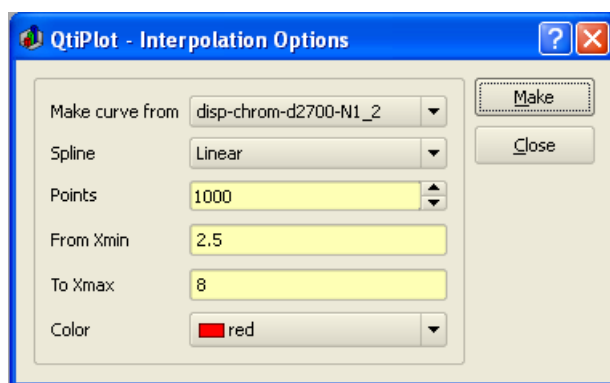 QtiPlot - Interpolation Options
Make curve from disp-chrom-d2700-N1_2
Make
Spline Linear
Close
Points 1000
From Xmin 2.5
To Xmax 8
Color red